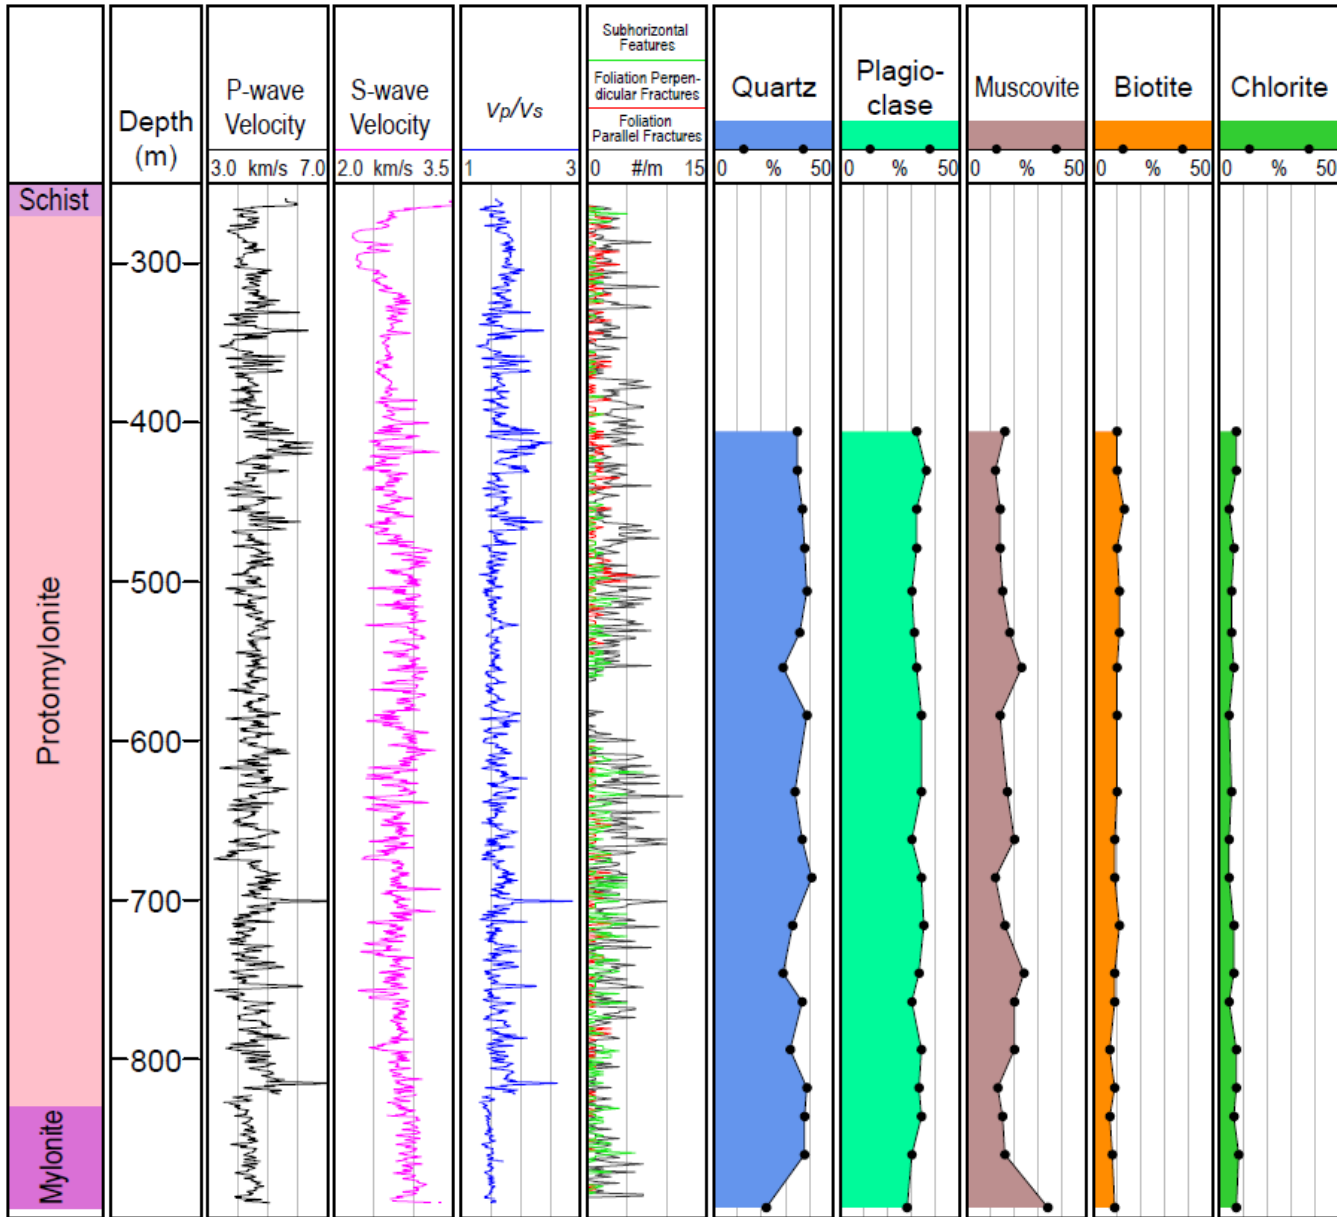 Depth
(m)
P-wave
Velocity
3.0 km/s 7.0
S-wave
Velocity
2.0 km/s 3.5
Vp/Vs
1 3
Subhorizontal
Features
Foliation Perpen-
dicular Fractures
Foliation
Parallel Fractures
0 #/m 15
Quartz
0 % 50
Plagio-
clase
0 % 50
Muscovite
0 % 50
Biotite
0 % 50
Chlorite
0 % 50
Schist
Protomylonite
Mylonite
300
400
500
600
700
800